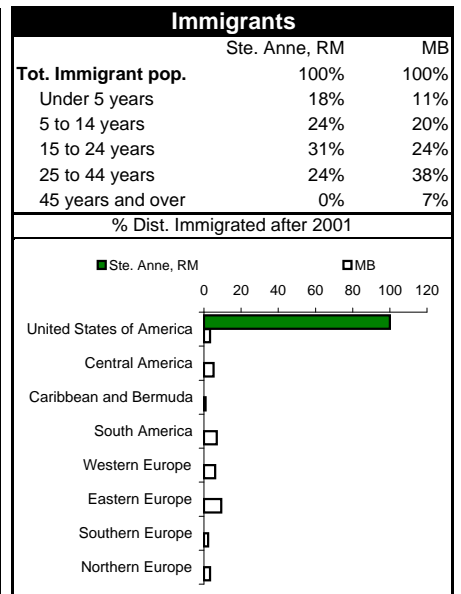 Immigrants
Ste. Anne, RM MB
Tot. Immigrant pop. 100% 100%
Under 5 years 18% 11%
5 to 14 years 24% 20%
15 to 24 years 31% 24%
25 to 44 years 24% 38%
45 years and over 0% 7%
% Dist. Immigrated after 2001
Ste. Anne, RM MB
0 20 40 60 80 100 120
United States of America
Central America
Caribbean and Bermuda
South America
Western Europe
Eastern Europe
Southern Europe
Northern Europe